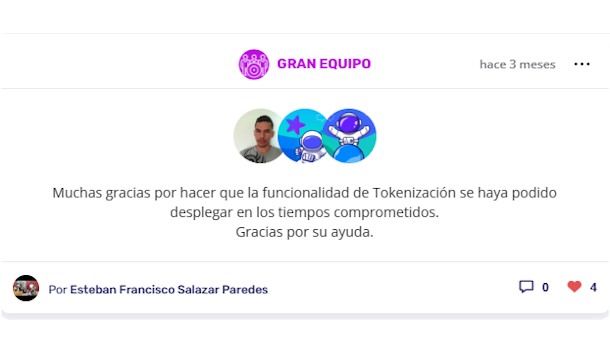 GRAN EQUIPO
hace 3 meses
Muchas gracias por hacer que la funcionalidad de Tokenización se haya podido
desplegar en los tiempos comprometidos.
Gracias por su ayuda.
Por Esteban Francisco Salazar Paredes
0
4